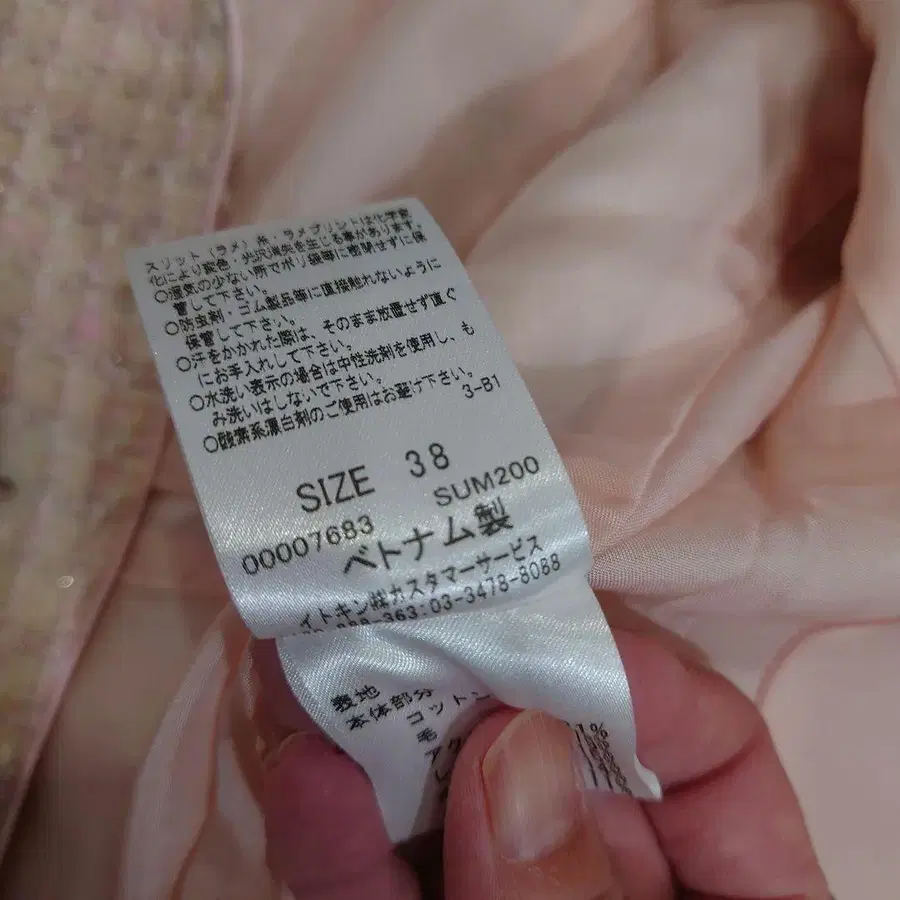 スリット(ラメ)糸・ラメプリントは化学変
化により変色・光沢消失を生じる事があります。
○湿気の少ない所でポリ袋等に密閉せずに保
管して下さい。
○防虫剤・ゴム製品等に直接触れないように
保管して下さい。
○汗をかかれた際は、そのまま放置せず直ぐ
にお手入れして下さい。
○水洗い表示の場合は中性洗剤を使用し、も
み洗いはしないで下さい。
○酸素系漂白剤のご使用はお避け下さい。
3-B1
SIZE 38
00007683 SUM200
ベトナム製
イトキン㈱カスタマーサービス
363:03-3478-8088
表地
本体部分
コットン
毛